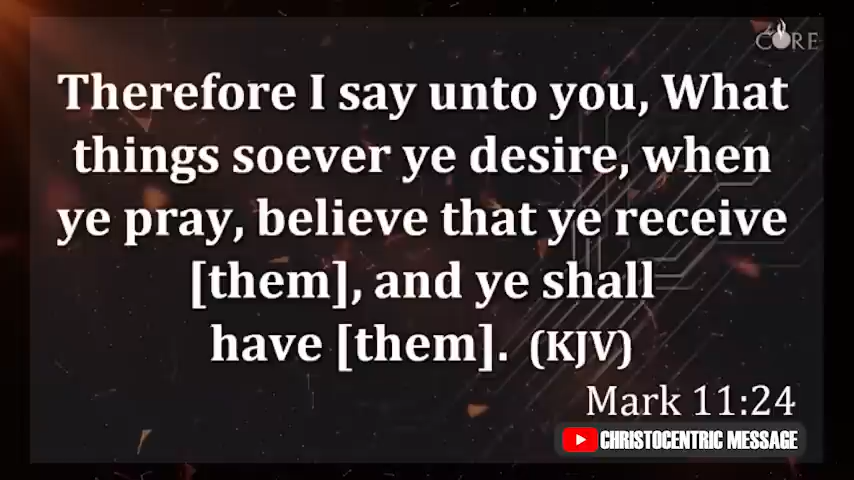 CORE
Therefore I say unto you, What
things soever ye desire, when
ye pray, believe that ye receive
[them], and ye shall
have [them]. (KJV)
Mark 11:24
CHRISTOCENTRIC MESSAGE